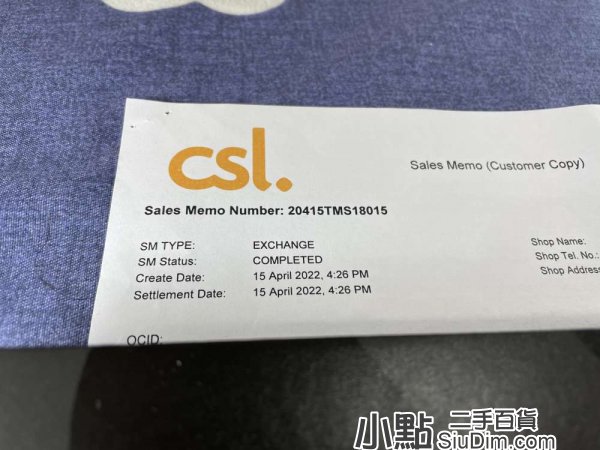 csl.
Sales Memo (Customer Copy)
Sales Memo Number: 20415TMS18015
SM TYPE: EXCHANGE
SM Status: COMPLETED
Create Date: 15 April 2022, 4:26 PM
Settlement Date: 15 April 2022, 4:26 PM
Shop Name:
Shop Tel. No.:
Shop Address
OCID:
小點 二手百貨
SiuDim.com